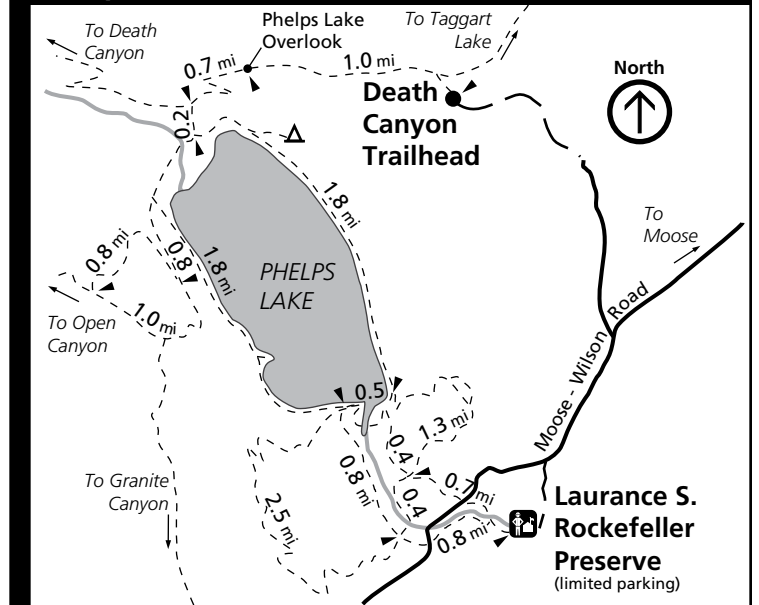 To Death
Canyon
Phelps Lake
Overlook
To Taggart
Lake
0.7 mi
1.0 mi
North
Death
Canyon
Trailhead
0.2
1.8 mi
To
Moose
0.8 mi
0.8
1.8 mi
PHELPS
LAKE
1.0 mi
To Open
Canyon
Moose - Wilson Road
0.5
1.3 mi
0.4
0.8 mi
0.4
0.7 mi
To Granite
Canyon
2.5 mi
0.8 mi
Laurance S.
Rockefeller
Preserve
(limited parking)